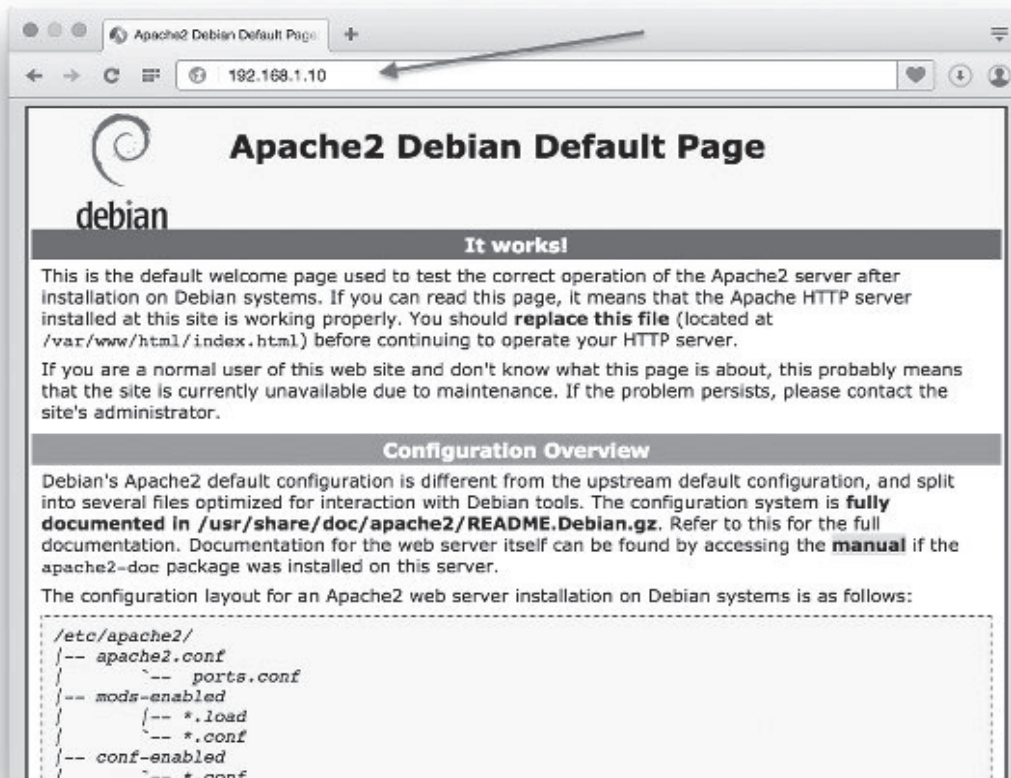 Apache2 Debian Default Page
192.168.1.10
debian
Apache2 Debian Default Page
It works!
This is the default welcome page used to test the correct operation of the Apache2 server after
installation on Debian systems. If you can read this page, it means that the Apache HTTP server
installed at this site is working properly. You should replace this file (located at
/var/www/html/index.html) before continuing to operate your HTTP server.
If you are a normal user of this web site and don't know what this page is about, this probably means
that the site is currently unavailable due to maintenance. If the problem persists, please contact the
site's administrator.
Configuration Overview
Debian's Apache2 default configuration is different from the upstream default configuration, and split
into several files optimized for interaction with Debian tools. The configuration system is fully
documented in /usr/share/doc/apache2/README.Debian.gz. Refer to this for the full
documentation. Documentation for the web server itself can be found by accessing the manual if the
apache2-doc package was installed on this server.
The configuration layout for an Apache2 web server installation on Debian systems is as follows:
/etc/apache2/
|-- apache2.conf
|       `--  ports.conf
|-- mods-enabled
|       |-- *.load
|       `-- *.conf
|-- conf-enabled
|       `-- *.conf